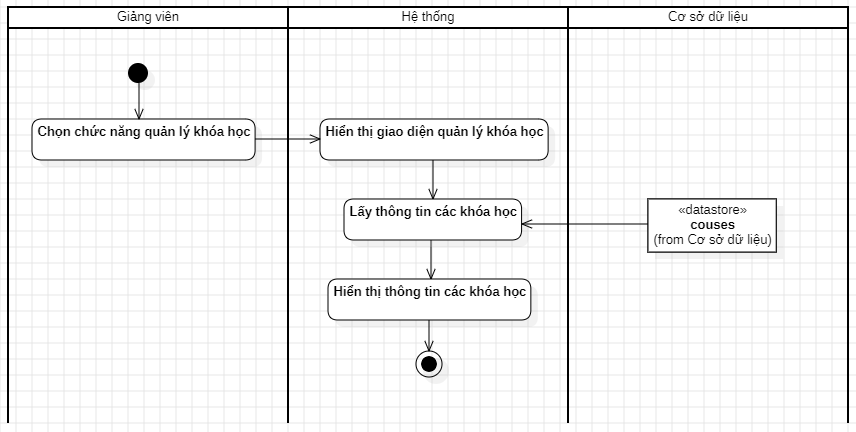 Giảng viên
Hệ thống
Cơ sở dữ liệu
Chọn chức năng quản lý khóa học
Hiển thị giao diện quản lý khóa học
Lấy thông tin các khóa học
«datastore»
couses
(from Cơ sở dữ liệu)
Hiển thị thông tin các khóa học